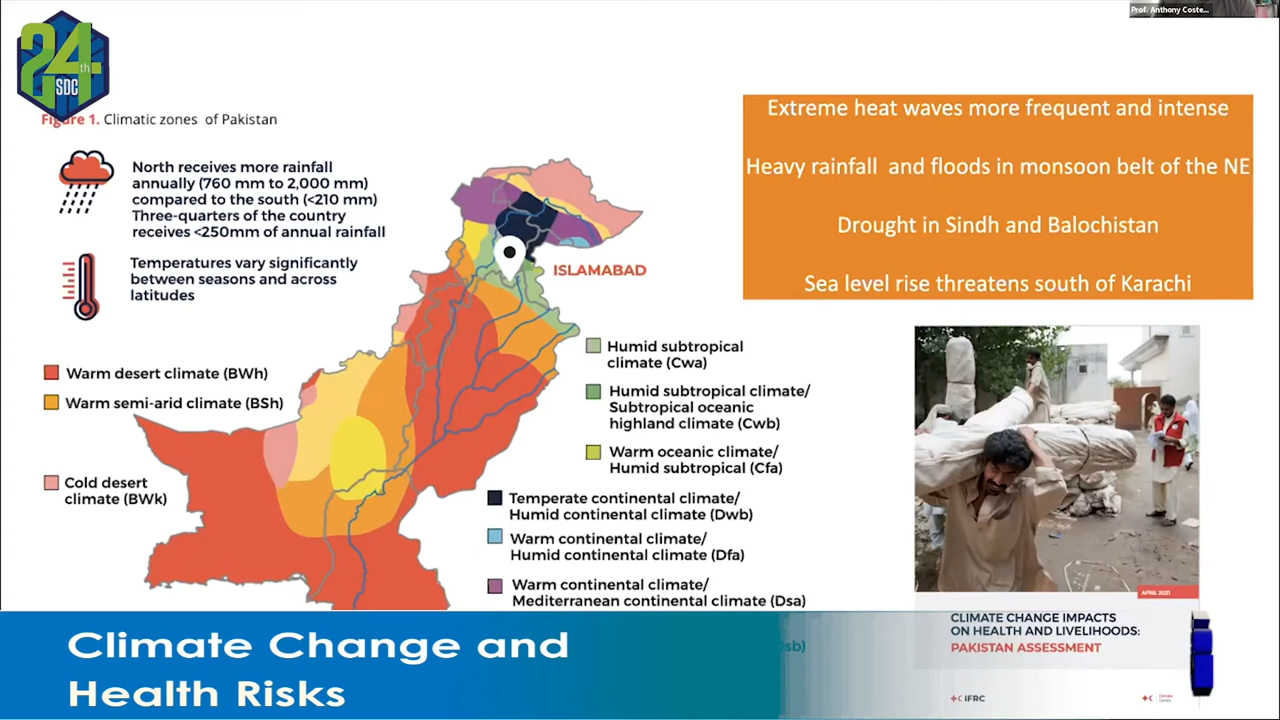 Prof. Anthony Coste...
24th
SDC
Figure 1. Climatic zones of Pakistan
North receives more rainfall
annually (760 mm to 2,000 mm)
compared to the south (<210 mm)
Three-quarters of the country
receives <250mm of annual rainfall
Temperatures vary significantly
between seasons and across
latitudes
ISLAMABAD
Extreme heat waves more frequent and intense
Heavy rainfall and floods in monsoon belt of the NE
Drought in Sindh and Balochistan
Sea level rise threatens south of Karachi
Warm desert climate (BWh)
Warm semi-arid climate (BSh)
Cold desert
climate (BWk)
Humid subtropical
climate (Cwa)
Humid subtropical climate/
Subtropical oceanic
highland climate (Cwb)
Warm oceanic climate/
Humid subtropical (Cfa)
Temperate continental climate/
Humid continental climate (Dwb)
Warm continental climate/
Humid continental climate (Dfa)
Warm continental climate/
Mediterranean continental climate (Dsa)
Dsb)
APRIL 2021
CLIMATE CHANGE IMPACTS
ON HEALTH AND LIVELIHOODS:
PAKISTAN ASSESSMENT
IFRC
Climate
Centre
Climate Change and
Health Risks